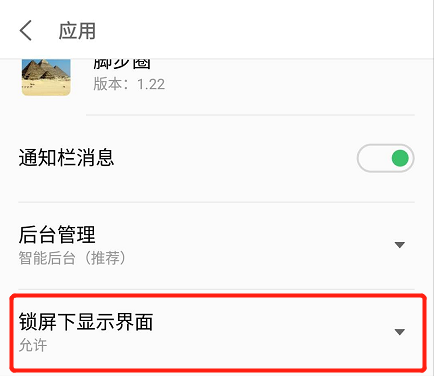 应用
脚步圈
版本：1.22
通知栏消息
后台管理
智能后台（推荐）
锁屏下显示界面
允许